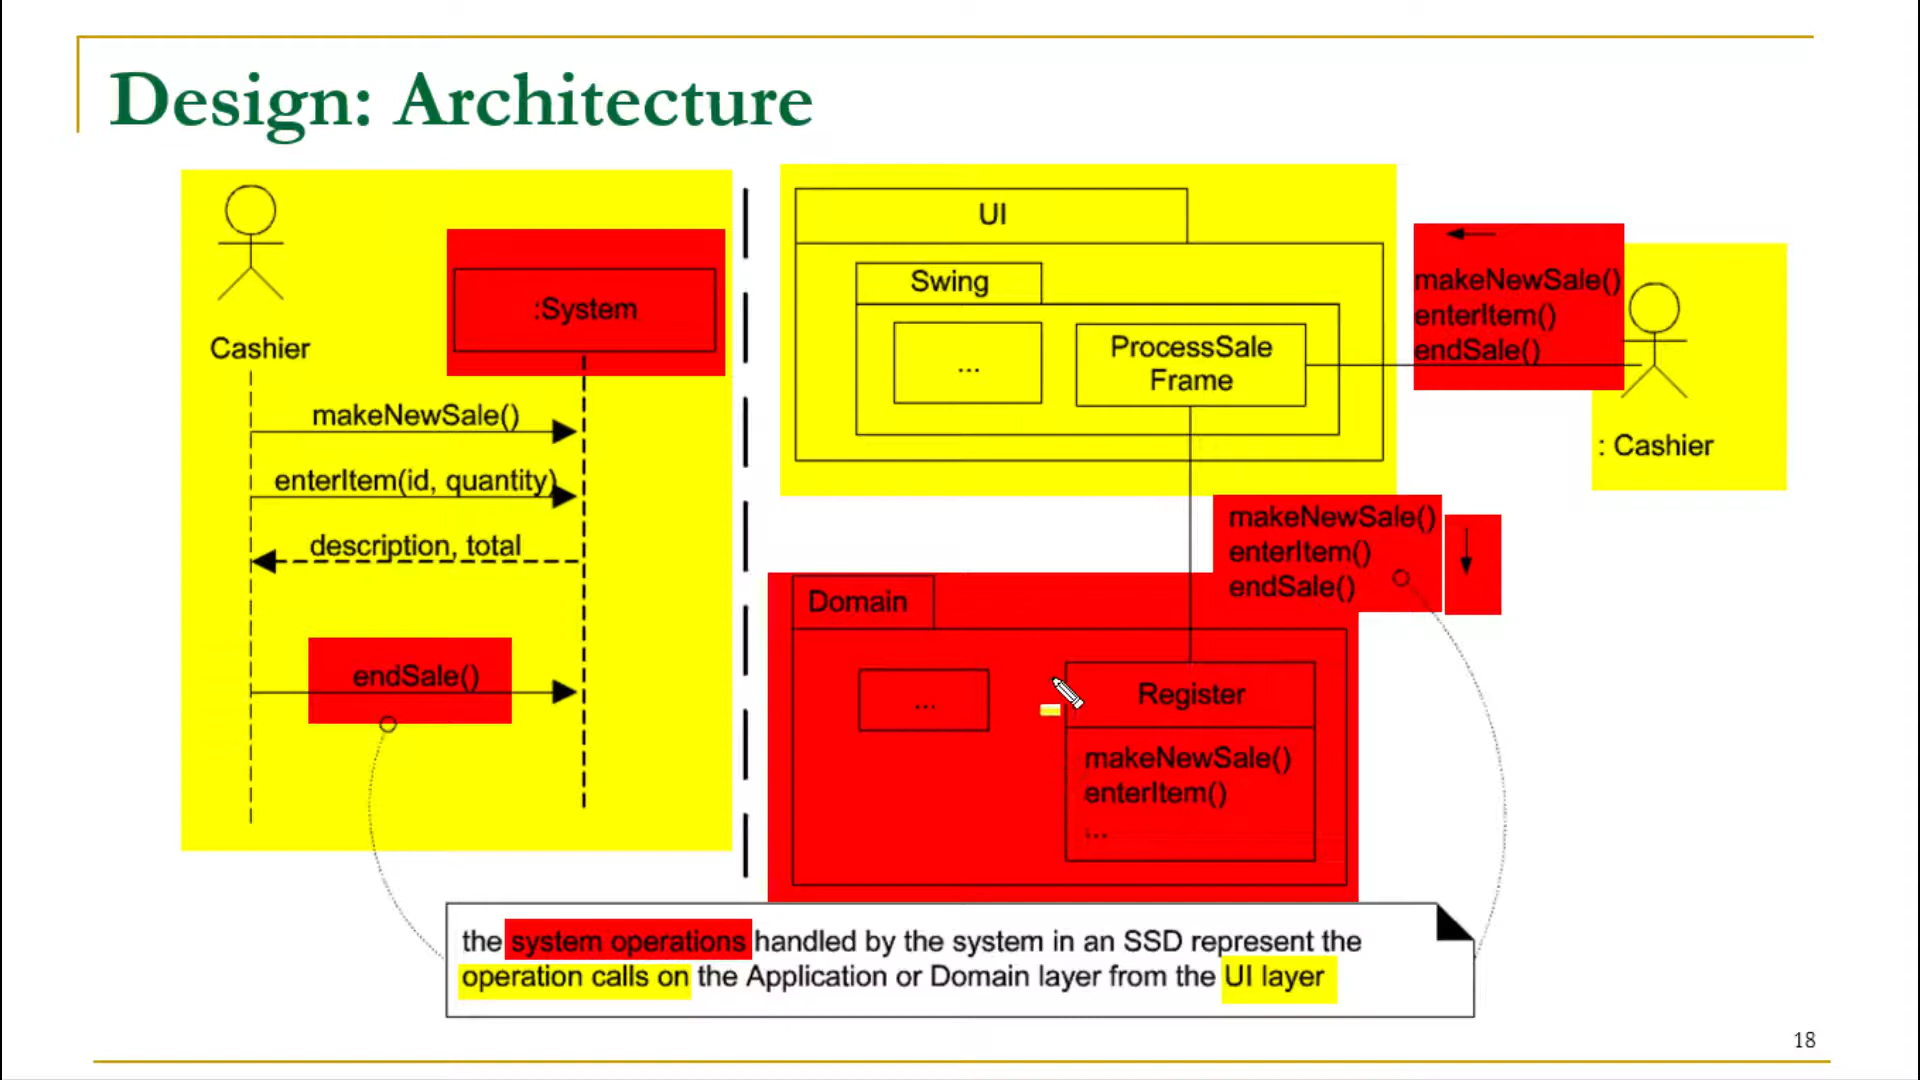 Design: Architecture
Cashier
:System
makeNewSale()
enterItem(id, quantity)
description, total
endSale()
UI
Swing
...
ProcessSale
Frame
makeNewSale()
enterItem()
endSale()
: Cashier
makeNewSale()
enterItem()
endSale()
Domain
...
Register
makeNewSale()
enterItem()
...
the system operations handled by the system in an SSD represent the
operation calls on the Application or Domain layer from the UI layer
18